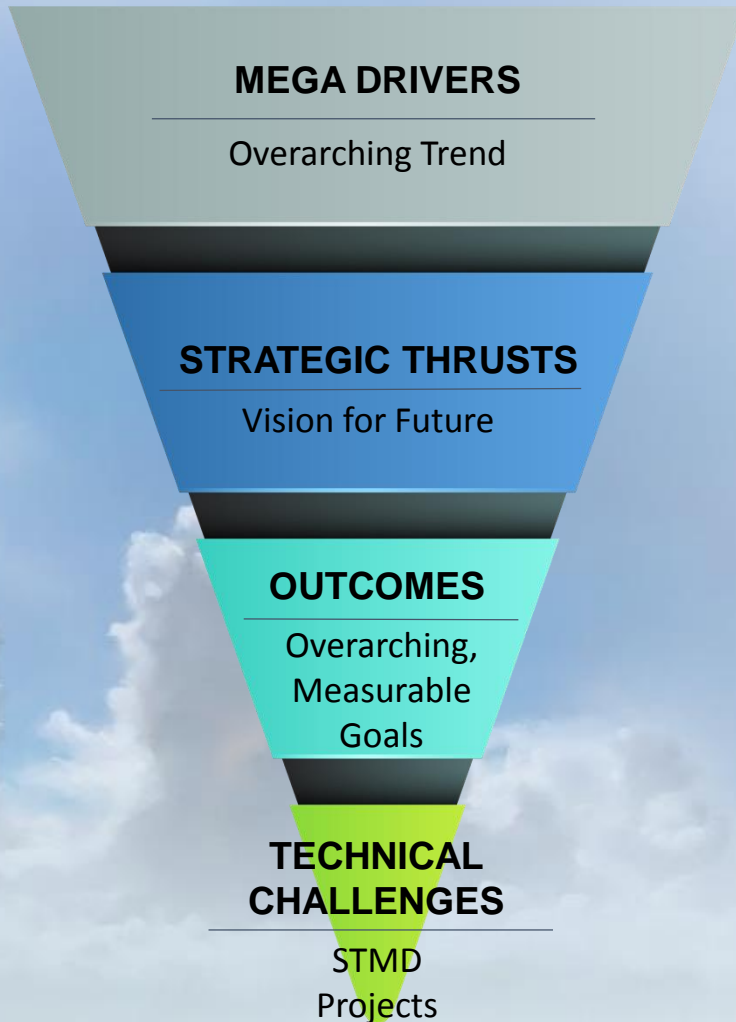 MEGA DRIVERS
Overarching Trend
STRATEGIC THRUSTS
Vision for Future
OUTCOMES
Overarching,
Measurable
Goals
TECHNICAL
CHALLENGES
STMD
Projects